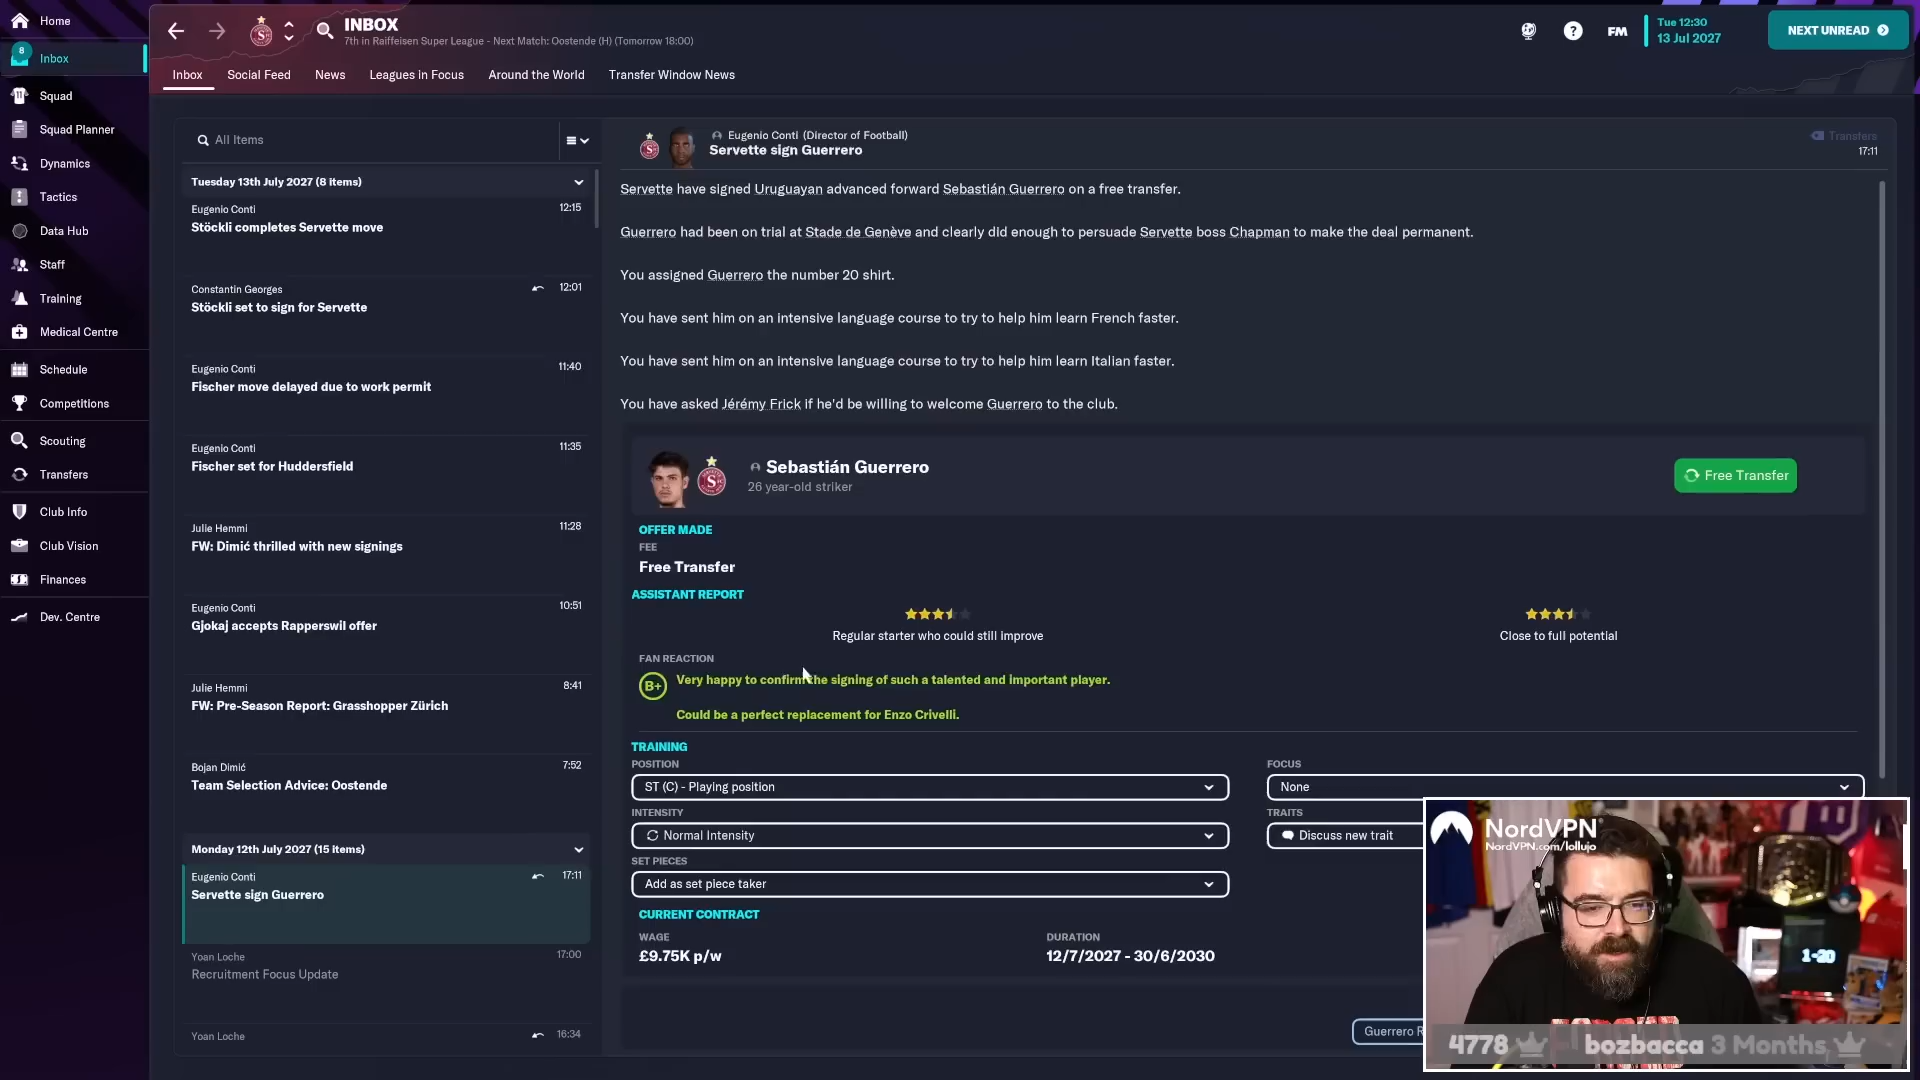 Home
8
Inbox
Squad
Squad Planner
Dynamics
Tactics
Data Hub
Staff
Training
Medical Centre
Schedule
Competitions
Scouting
Transfers
Club Info
Club Vision
Finances
Dev. Centre
INBOX
7th in Raiffeisen Super League - Next Match: Oostende (H) (Tomorrow 18:00)
? FM
Tue 12:30
13 Jul 2027
NEXT UNREAD
Inbox Social Feed News Leagues in Focus Around the World Transfer Window News
All Items
Tuesday 13th July 2027 (8 items)
Eugenio Conti 12:15
Stöckli completes Servette move
Constantin Georges 12:01
Stöckli set to sign for Servette
Eugenio Conti 11:40
Fischer move delayed due to work permit
Eugenio Conti 11:35
Fischer set for Huddersfield
Julie Hemmi 11:28
FW: Dimić thrilled with new signings
Eugenio Conti 10:51
Gjokaj accepts Rapperswil offer
Julie Hemmi 8:41
FW: Pre-Season Report: Grasshopper Zürich
Bojan Dimić 7:52
Team Selection Advice: Oostende
Monday 12th July 2027 (15 items)
Eugenio Conti 17:11
Servette sign Guerrero
Yoan Loche 17:00
Recruitment Focus Update
Yoan Loche 16:34
Eugenio Conti (Director of Football)
Servette sign Guerrero
Transfers
17:11
Servette have signed Uruguayan advanced forward Sebastián Guerrero on a free transfer.
Guerrero had been on trial at Stade de Genève and clearly did enough to persuade Servette boss Chapman to make the deal permanent.
You assigned Guerrero the number 20 shirt.
You have sent him on an intensive language course to try to help him learn French faster.
You have sent him on an intensive language course to try to help him learn Italian faster.
You have asked Jérémy Frick if he'd be willing to welcome Guerrero to the club.
Sebastián Guerrero
26 year-old striker
Free Transfer
OFFER MADE
FEE
Free Transfer
ASSISTANT REPORT
Regular starter who could still improve
Close to full potential
FAN REACTION
B+
Very happy to confirm the signing of such a talented and important player.
Could be a perfect replacement for Enzo Crivelli.
TRAINING
POSITION
ST (C) - Playing position
FOCUS
None
INTENSITY
Normal Intensity
TRAITS
Discuss new trait
SET PIECES
Add as set piece taker
CURRENT CONTRACT
WAGE
£9.75K p/w
DURATION
12/7/2027 - 30/6/2030
Guerrero R
NordVPN
NordVPN.com/lollujo
1-20
4778 bozbacca 3 Months